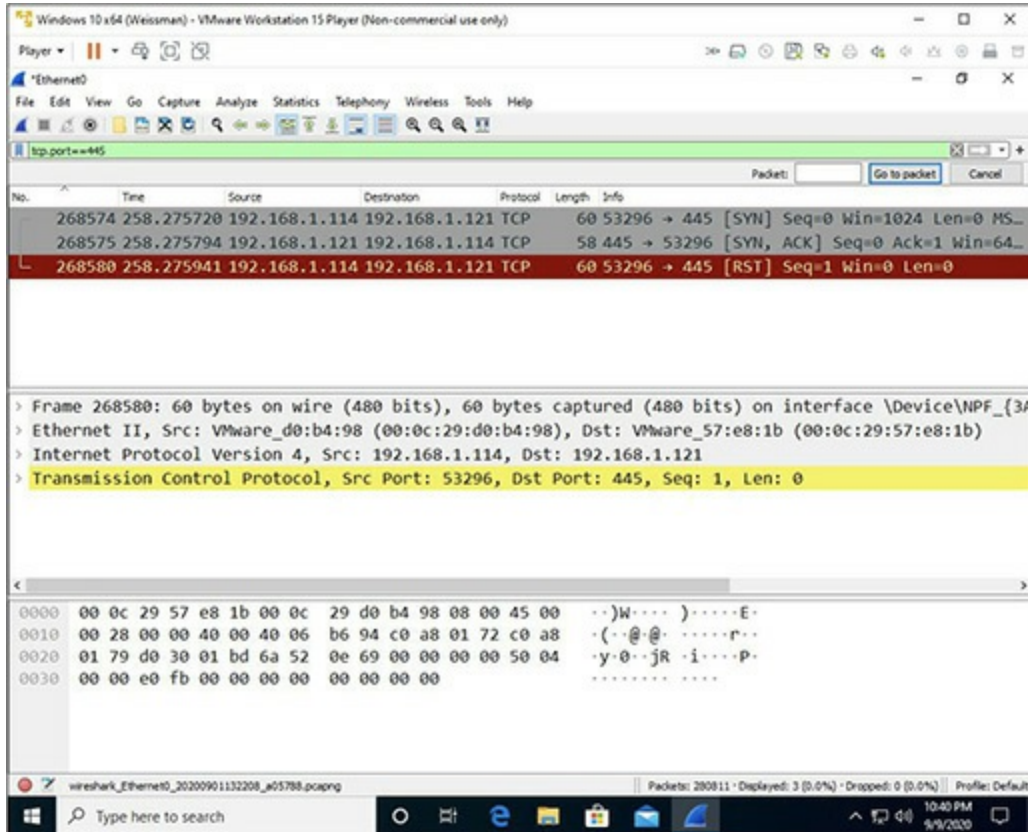 Windows 10 x64 (Weissman) - VMware Workstation 15 Player (Non-commercial use only)
Player
*Ethernet0
File Edit View Go Capture Analyze Statistics Telephony Wireless Tools Help
tcp.port==445
Packet: Go to packet Cancel
No. Time Source Destination Protocol Length Info
268574 258.275720 192.168.1.114 192.168.1.121 TCP 60 53296 → 445 [SYN] Seq=0 Win=1024 Len=0 MS…
268575 258.275794 192.168.1.121 192.168.1.114 TCP 58 445 → 53296 [SYN, ACK] Seq=0 Ack=1 Win=64…
268580 258.275941 192.168.1.114 192.168.1.121 TCP 60 53296 → 445 [RST] Seq=1 Win=0 Len=0
Frame 268580: 60 bytes on wire (480 bits), 60 bytes captured (480 bits) on interface \Device\NPF_{3A
Ethernet II, Src: VMware_d0:b4:98 (00:0c:29:d0:b4:98), Dst: VMware_57:e8:1b (00:0c:29:57:e8:1b)
Internet Protocol Version 4, Src: 192.168.1.114, Dst: 192.168.1.121
Transmission Control Protocol, Src Port: 53296, Dst Port: 445, Seq: 1, Len: 0
0000 00 0c 29 57 e8 1b 00 0c 29 d0 b4 98 08 00 45 00 ··)W···· )·····E·
0010 00 28 00 00 40 00 40 06 b6 94 c0 a8 01 72 c0 a8 ·(··@·@· ·····r··
0020 01 79 d0 30 01 bd 6a 52 0e 69 00 00 00 00 50 04 ·y·0··jR ·i····P·
0030 00 00 e0 fb 00 00 00 00 00 00 00 00 ········ ····
wireshark_Ethernet0_20200901132208_a05788.pcapng Packets: 280811 · Displayed: 3 (0.0%) · Dropped: 0 (0.0%) Profile: Default
Type here to search
10:40 PM
9/9/2020